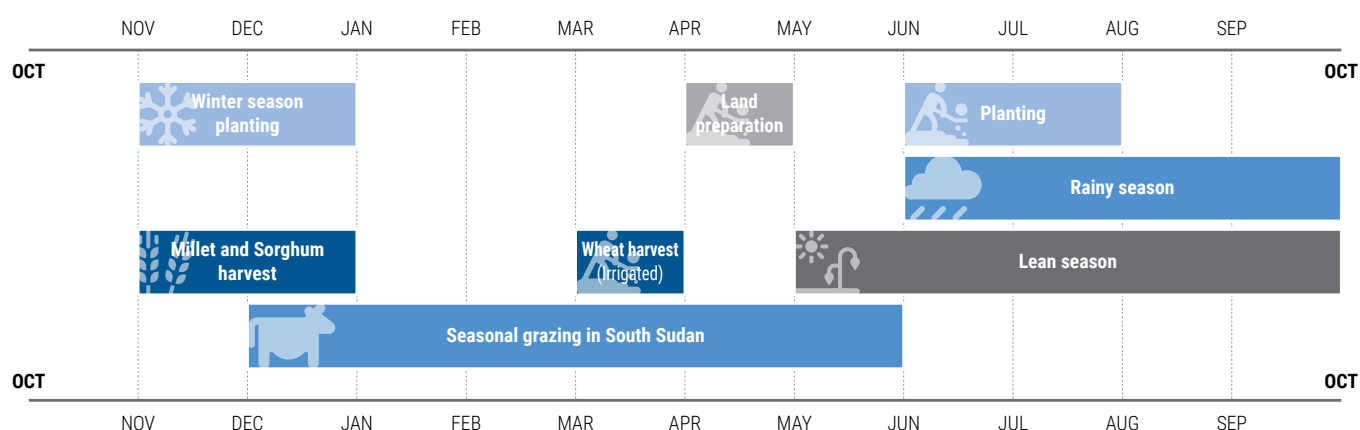 NOV DEC JAN FEB MAR APR MAY JUN JUL AUG SEP
OCT OCT
Winter season
planting
Land
preparation
Planting
Rainy season
Millet and Sorghum
harvest
Wheat harvest
(Irrigated)
Lean season
Seasonal grazing in South Sudan
OCT OCT
NOV DEC JAN FEB MAR APR MAY JUN JUL AUG SEP